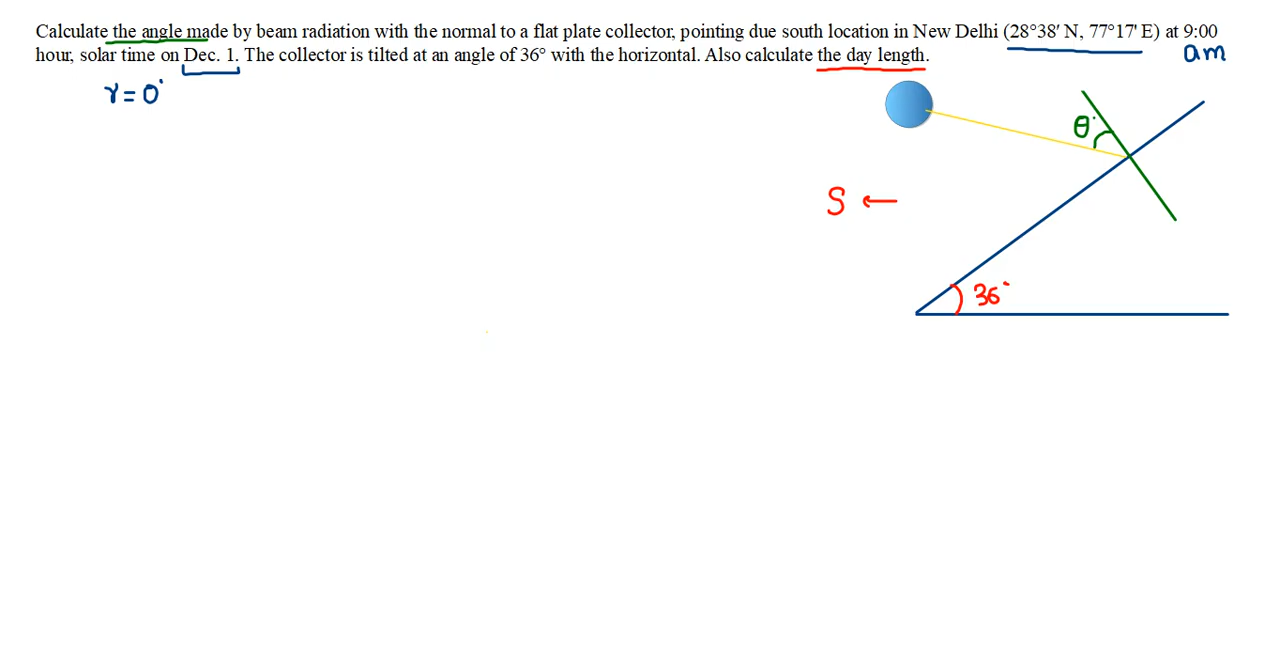 Calculate the angle made by beam radiation with the normal to a flat plate collector, pointing due south location in New Delhi (28°38′ N, 77°17' E) at 9:00
hour, solar time on Dec. 1. The collector is tilted at an angle of 36° with the horizontal. Also calculate the day length.
am
γ = 0°
θ
S ←
36°